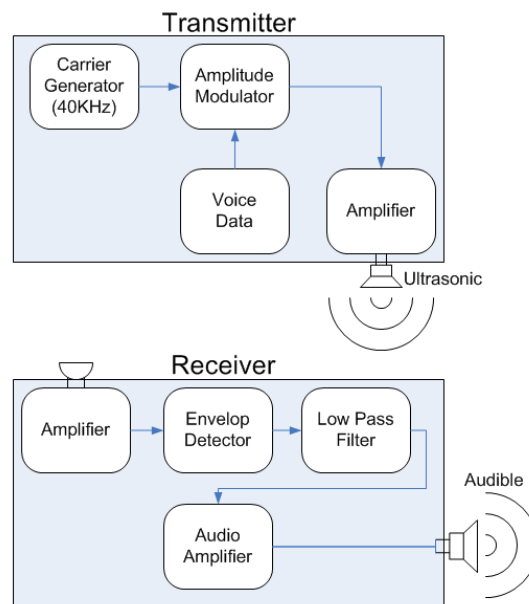 Transmitter
Carrier
Generator
(40KHz)
Amplitude
Modulator
Voice
Data
Amplifier
Ultrasonic
Receiver
Amplifier
Envelop
Detector
Low Pass
Filter
Audible
Audio
Amplifier